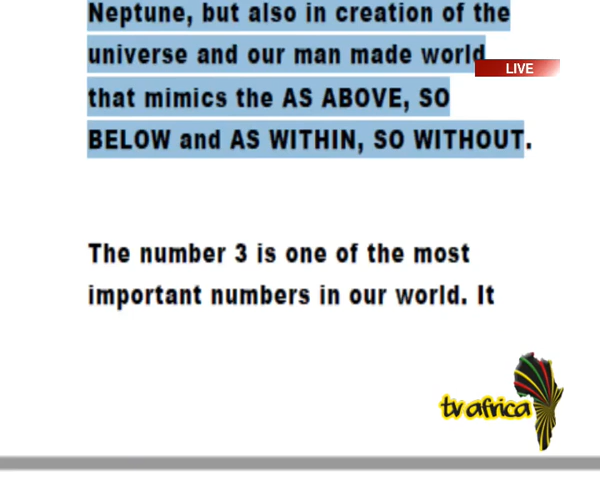 Neptune, but also in creation of the
universe and our man made world
LIVE
that mimics the AS ABOVE, SO
BELOW and AS WITHIN, SO WITHOUT.
The number 3 is one of the most
important numbers in our world. It
tv africa